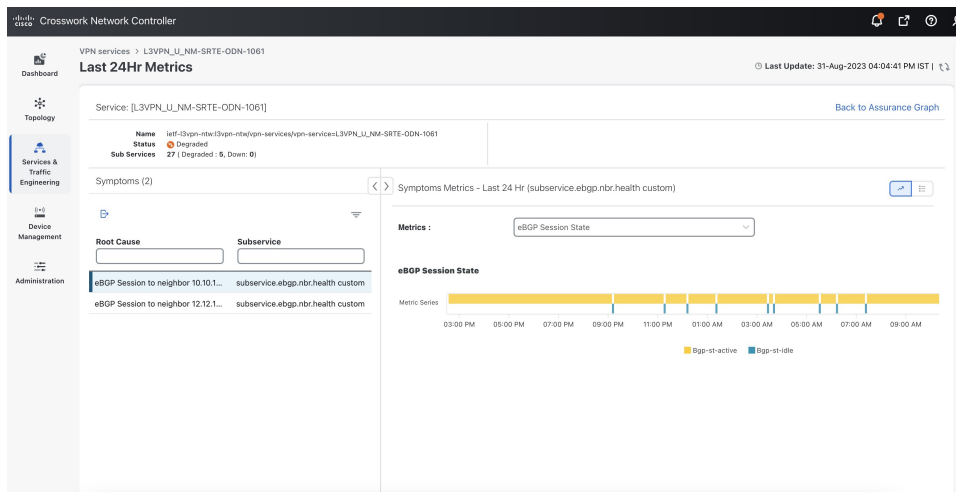 CISCO Crosswork Network Controller
Dashboard
Topology
Services &
Traffic
Engineering
Device
Management
Administration
VPN services > L3VPN_U_NM-SRTE-ODN-1061
Last 24Hr Metrics
Last Update: 31-Aug-2023 04:04:41 PM IST |
Service: [L3VPN_U_NM-SRTE-ODN-1061]
Back to Assurance Graph
Name ietf-l3vpn-ntw:l3vpn-ntw/vpn-services/vpn-service=L3VPN_U_NM-SRTE-ODN-1061
Status Degraded
Sub Services 27 ( Degraded : 5, Down: 0)
Symptoms (2)
Root Cause Subservice
eBGP Session to neighbor 10.10.1... subservice.ebgp.nbr.health custom
eBGP Session to neighbor 12.12.1... subservice.ebgp.nbr.health custom
Symptoms Metrics - Last 24 Hr (subservice.ebgp.nbr.health custom)
Metrics : eBGP Session State
eBGP Session State
Metric Series
03:00 PM 05:00 PM 07:00 PM 09:00 PM 11:00 PM 01:00 AM 03:00 AM 05:00 AM 07:00 AM 09:00 AM
Bgp-st-active Bgp-st-idle